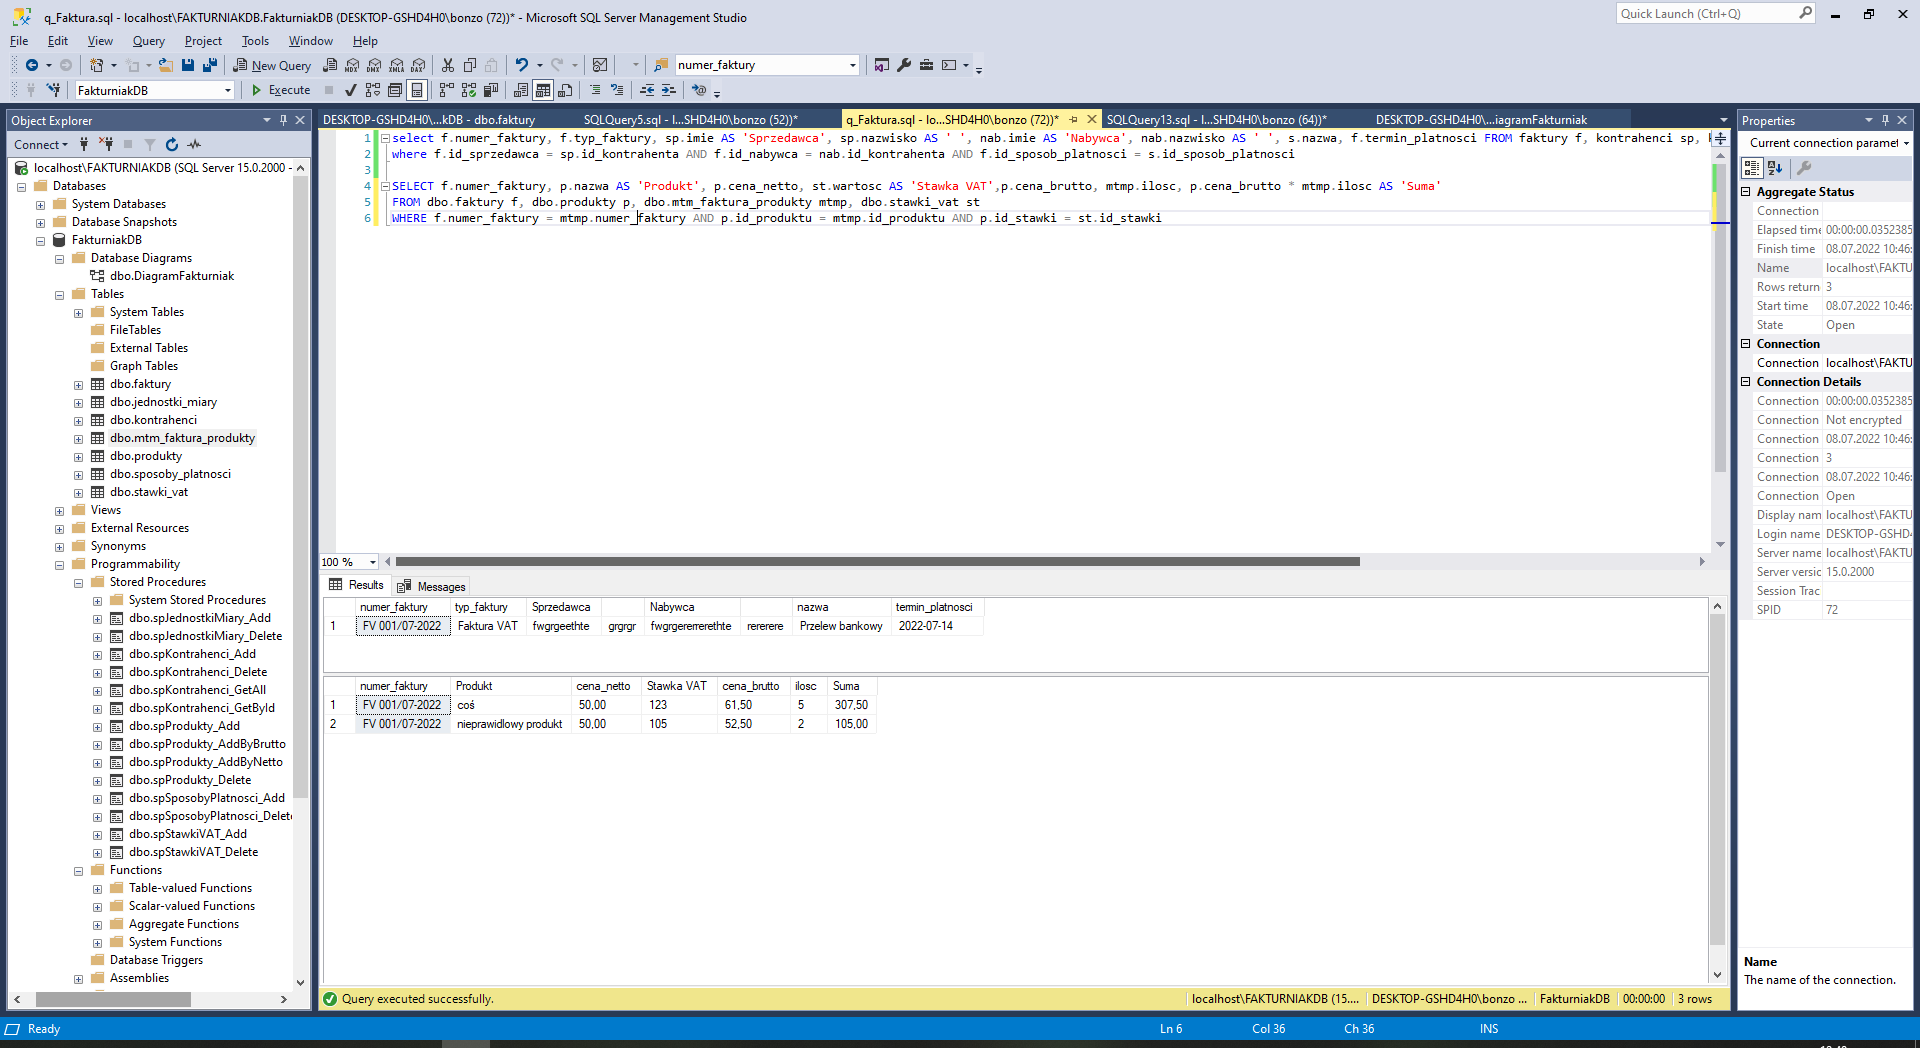 q_Faktura.sql - localhost\FAKTURNIAKDB.FakturniakDB (DESKTOP-GSHD4H0\bonzo (72))* - Microsoft SQL Server Management Studio
Quick Launch (Ctrl+Q)
File Edit View Query Project Tools Window Help
New Query
numer_faktury
FakturniakDB
Execute
Object Explorer
Connect
localhost\FAKTURNIAKDB (SQL Server 15.0.2000 -
Databases
System Databases
Database Snapshots
FakturniakDB
Database Diagrams
dbo.DiagramFakturniak
Tables
System Tables
FileTables
External Tables
Graph Tables
dbo.faktury
dbo.jednostki_miary
dbo.kontrahenci
dbo.mtm_faktura_produkty
dbo.produkty
dbo.sposoby_platnosci
dbo.stawki_vat
Views
External Resources
Synonyms
Programmability
Stored Procedures
System Stored Procedures
dbo.spJednostkiMiary_Add
dbo.spJednostkiMiary_Delete
dbo.spKontrahenci_Add
dbo.spKontrahenci_Delete
dbo.spKontrahenci_GetAll
dbo.spKontrahenci_GetById
dbo.spProdukty_Add
dbo.spProdukty_AddByBrutto
dbo.spProdukty_AddByNetto
dbo.spProdukty_Delete
dbo.spSposobyPlatnosci_Add
dbo.spSposobyPlatnosci_Delete
dbo.spStawkiVAT_Add
dbo.spStawkiVAT_Delete
Functions
Table-valued Functions
Scalar-valued Functions
Aggregate Functions
System Functions
Database Triggers
Assemblies
DESKTOP-GSHD4H0\...kDB - dbo.faktury
SQLQuery5.sql - l...SHD4H0\bonzo (52))*
q_Faktura.sql - lo...SHD4H0\bonzo (72))*
SQLQuery13.sql - l...SHD4H0\bonzo (64))*
DESKTOP-GSHD4H0\...iagramFakturniak
1 select f.numer_faktury, f.typ_faktury, sp.imie AS 'Sprzedawca', sp.nazwisko AS ' ', nab.imie AS 'Nabywca', nab.nazwisko AS ' ', s.nazwa, f.termin_platnosci FROM faktury f, kontrahenci sp,
2 where f.id_sprzedawca = sp.id_kontrahenta AND f.id_nabywca = nab.id_kontrahenta AND f.id_sposob_platnosci = s.id_sposob_platnosci
3
4 SELECT f.numer_faktury, p.nazwa AS 'Produkt', p.cena_netto, st.wartosc AS 'Stawka VAT',p.cena_brutto, mtmp.ilosc, p.cena_brutto * mtmp.ilosc AS 'Suma'
5 FROM dbo.faktury f, dbo.produkty p, dbo.mtm_faktura_produkty mtmp, dbo.stawki_vat st
6 WHERE f.numer_faktury = mtmp.numer_faktury AND p.id_produktu = mtmp.id_produktu AND p.id_stawki = st.id_stawki
100 %
Results Messages
numer_faktury typ_faktury Sprzedawca Nabywca nazwa termin_platnosci
1 FV 001/07-2022 Faktura VAT fwgrgeethte grgrgr fwgrgererrerethte rererere Przelew bankowy 2022-07-14
numer_faktury Produkt cena_netto Stawka VAT cena_brutto ilosc Suma
1 FV 001/07-2022 coś 50,00 123 61,50 5 307,50
2 FV 001/07-2022 nieprawidlowy produkt 50,00 105 52,50 2 105,00
Query executed successfully.
localhost\FAKTURNIAKDB (15.... DESKTOP-GSHD4H0\bonzo ... FakturniakDB 00:00:00 3 rows
Properties
Current connection paramet
Aggregate Status
Connection
Elapsed time 00:00:00.0352385
Finish time 08.07.2022 10:46:
Name localhost\FAKTU
Rows return 3
Start time 08.07.2022 10:46:
State Open
Connection
Connection localhost\FAKTU
Connection Details
Connection 00:00:00.0352385
Connection Not encrypted
Connection 08.07.2022 10:46:
Connection 3
Connection 08.07.2022 10:46:
Connection Open
Display nam localhost\FAKTU
Login name DESKTOP-GSHD4
Server name localhost\FAKTU
Server versic 15.0.2000
Session Trac
SPID 72
Name
The name of the connection.
Ready
Ln 6 Col 36 Ch 36 INS